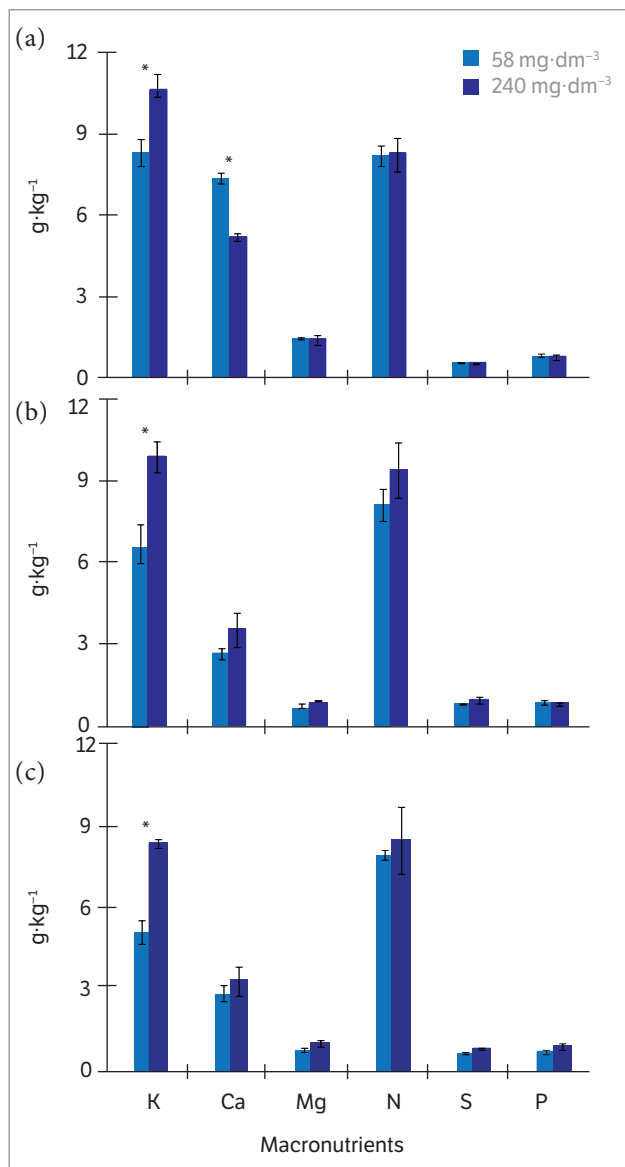 (a)
12
9
6
3
0
g·kg⁻¹
*
*
58 mg·dm⁻³
240 mg·dm⁻³
(b)
12
9
6
3
0
g·kg⁻¹
*
(c)
12
9
6
3
0
g·kg⁻¹
*
K Ca Mg N S P
Macronutrients